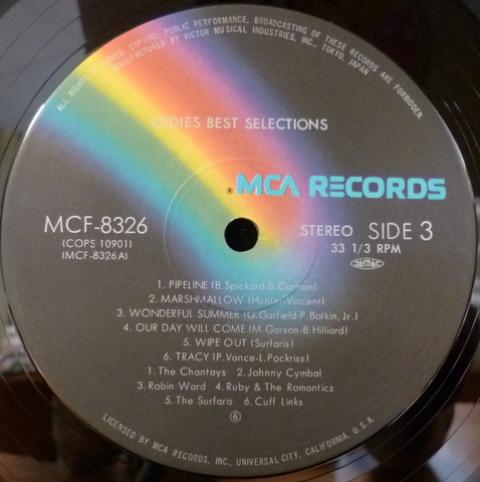 ALL RIGHTS RESERVED COPYING, PUBLIC PERFORMANCE, BROADCASTING OF THESE RECORDS ARE FORBIDDEN
MANUFACTURED BY VICTOR MUSICAL INDUSTRIES, INC., TOKYO, JAPAN
OLDIES BEST SELECTIONS
® MCA RECORDS
MCF-8326
(COPS 10901)
(MCF-8326A)
STEREO SIDE 3
33 1/3 RPM
1. PIPELINE (B. Spickard-B. Carman)
2. MARSHMALLOW (Hunter-Vincent)
3. WONDERFUL SUMMER (G. Garfield-P. Botkin, Jr.)
4. OUR DAY WILL COME (M. Garson-B. Hilliard)
5. WIPE OUT (Surfaris)
6. TRACY (P. Vance-L. Pockriss)
1. The Chantays 2. Johnny Cymbal
3. Robin Ward 4. Ruby & The Romantics
5. The Surfaris 6. Cuff Links
⑥
LICENSED BY MCA RECORDS, INC., UNIVERSAL CITY, CALIFORNIA, U.S.A.